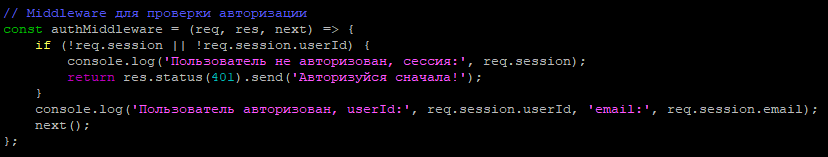 // Middleware для проверки авторизации
const authMiddleware = (req, res, next) => {
    if (!req.session || !req.session.userId) {
        console.log('Пользователь не авторизован, сессия:', req.session);
        return res.status(401).send('Авторизуйся сначала!');
    }
    console.log('Пользователь авторизован, userId:', req.session.userId, 'email:', req.session.email);
    next();
};